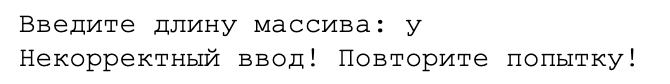 Введите длину массива: y
Некорректный ввод! Повторите попытку!